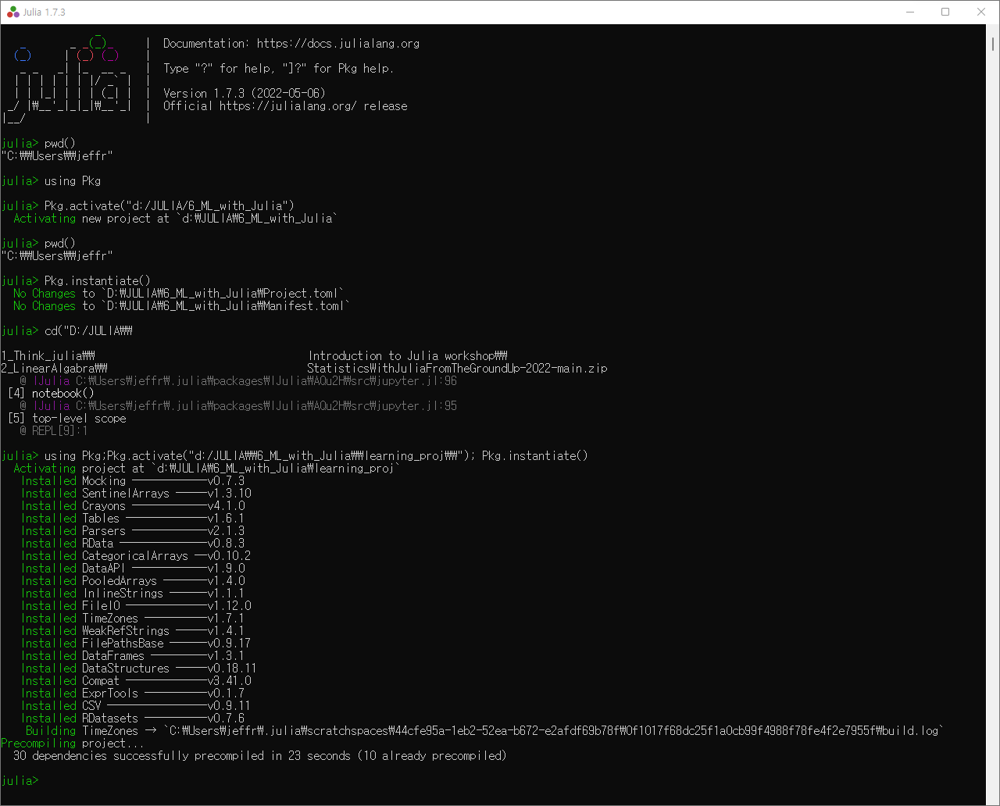 Julia 1.7.3
               _
   _       _ _(_)_     |  Documentation: https://docs.julialang.org
  (_)     | (_) (_)    |
   _ _   _| |_  __ _   |  Type "?" for help, "]?" for Pkg help.
  | | | | | | |/ _` |  |
  | | |_| | | | (_| |  |  Version 1.7.3 (2022-05-06)
 _/ |₩__'_|_|_|₩__'_|  |  Official https://julialang.org/ release
|__/                   |
julia> pwd()
"C:₩₩Users₩₩jeffr"
julia> using Pkg
julia> Pkg.activate("d:/JULIA/6_ML_with_Julia")
  Activating new project at `d:₩JULIA₩6_ML_with_Julia`
julia> pwd()
"C:₩₩Users₩₩jeffr"
julia> Pkg.instantiate()
  No Changes to `D:₩JULIA₩6_ML_with_Julia₩Project.toml`
  No Changes to `D:₩JULIA₩6_ML_with_Julia₩Manifest.toml`
julia> cd("D:/JULIA₩₩
1_Think_julia₩₩                                  Introduction to Julia workshop₩₩
2_LinearAlgabra₩₩                                StatisticsWithJuliaFromTheGroundUp-2022-main.zip
   @ IJulia C:₩Users₩jeffr₩.julia₩packages₩IJulia₩AQu2H₩src₩jupyter.jl:96
 [4] notebook()
   @ IJulia C:₩Users₩jeffr₩.julia₩packages₩IJulia₩AQu2H₩src₩jupyter.jl:95
 [5] top-level scope
   @ REPL[9]:1
julia> using Pkg;Pkg.activate("d:/JULIA₩₩6_ML_with_Julia₩₩learning_proj₩₩"); Pkg.instantiate()
  Activating project at `d:₩JULIA₩6_ML_with_Julia₩learning_proj`
   Installed Mocking ────────────v0.7.3
   Installed SentinelArrays ─────v1.3.10
   Installed Crayons ────────────v4.1.0
   Installed Tables ─────────────v1.6.1
   Installed Parsers ────────────v2.1.3
   Installed RData ──────────────v0.8.3
   Installed CategoricalArrays ──v0.10.2
   Installed DataAPI ────────────v1.9.0
   Installed PooledArrays ───────v1.4.0
   Installed InlineStrings ──────v1.1.1
   Installed FileIO ─────────────v1.12.0
   Installed TimeZones ──────────v1.7.1
   Installed WeakRefStrings ─────v1.4.1
   Installed FilePathsBase ──────v0.9.17
   Installed DataFrames ─────────v1.3.1
   Installed DataStructures ─────v0.18.11
   Installed Compat ─────────────v3.41.0
   Installed ExprTools ──────────v0.1.7
   Installed CSV ────────────────v0.9.11
   Installed RDatasets ──────────v0.7.6
    Building TimeZones → `C:₩Users₩jeffr₩.julia₩scratchspaces₩44cfe95a-1eb2-52ea-b672-e2afdf69b78f₩0f1017f68dc25f1a0cb99f4988f78fe4f2e7955f₩build.log`
Precompiling project...
  30 dependencies successfully precompiled in 23 seconds (10 already precompiled)
julia>